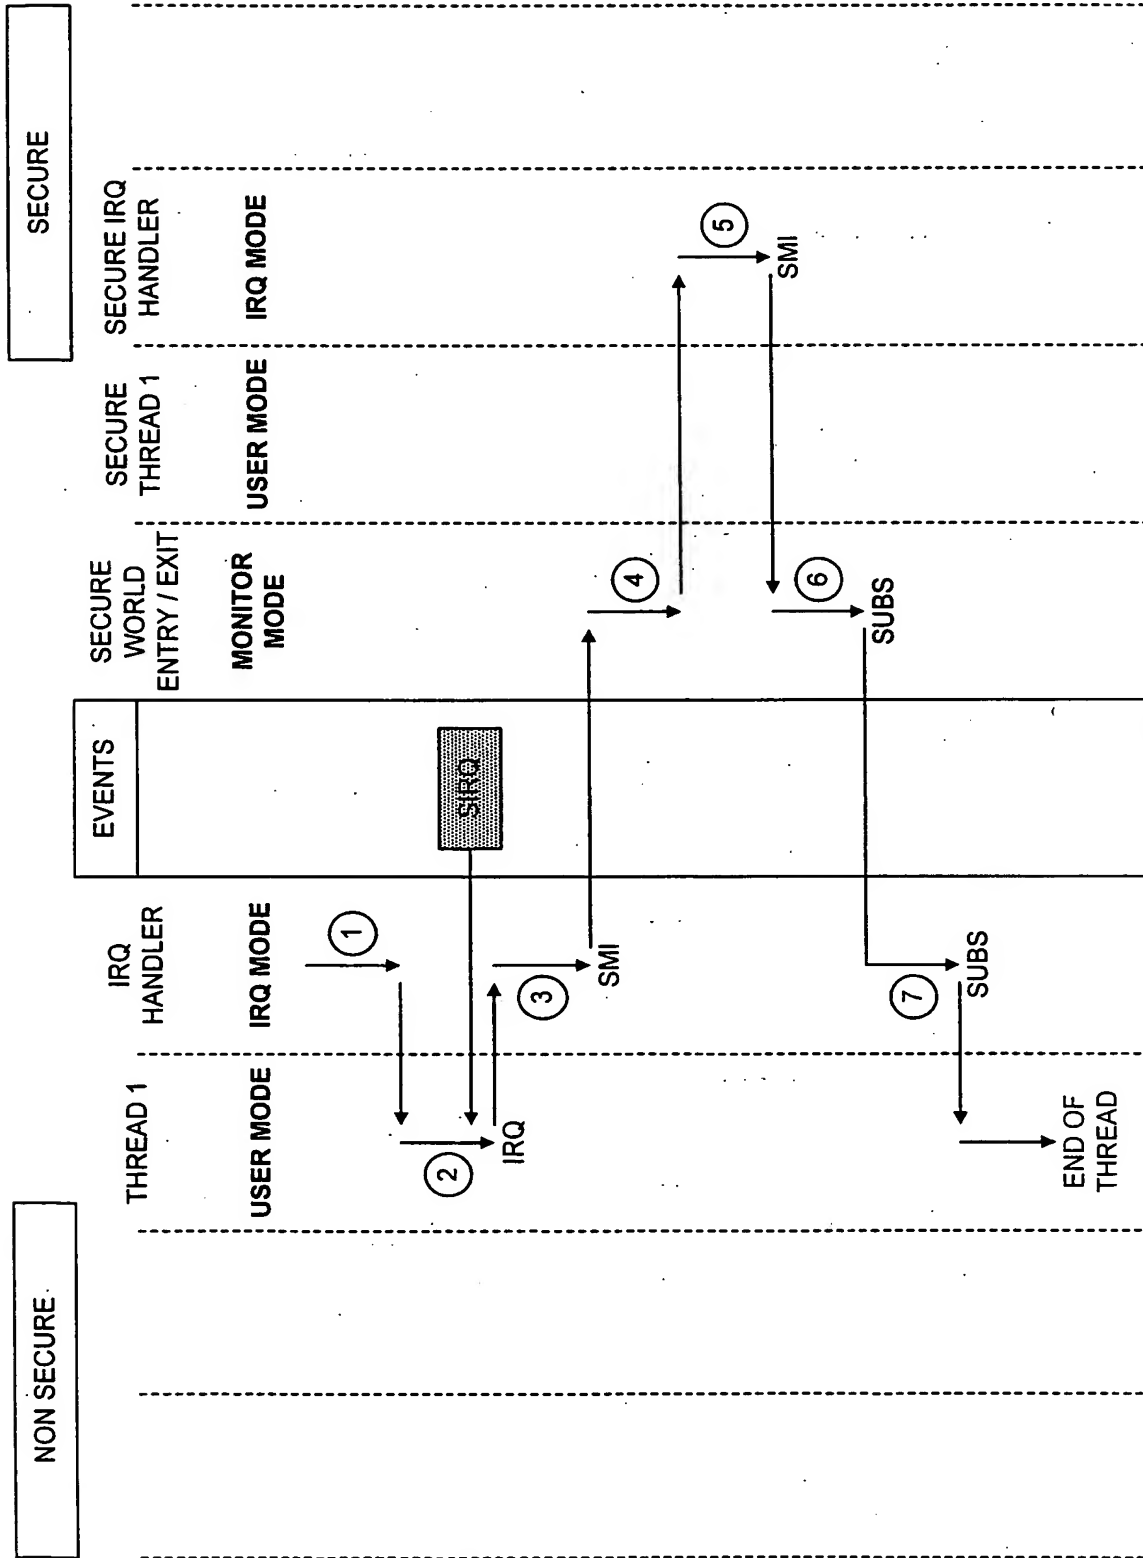 NON SECURE
EVENTS
SECURE
THREAD 1
IRQ
HANDLER
SECURE
WORLD
ENTRY / EXIT
SECURE
THREAD 1
SECURE IRQ
HANDLER
USER MODE
IRQ MODE
MONITOR
MODE
USER MODE
IRQ MODE
1
2
SIRQ
IRQ
3
SMI
4
5
SMI
6
SUBS
7
SUBS
END OF
THREAD